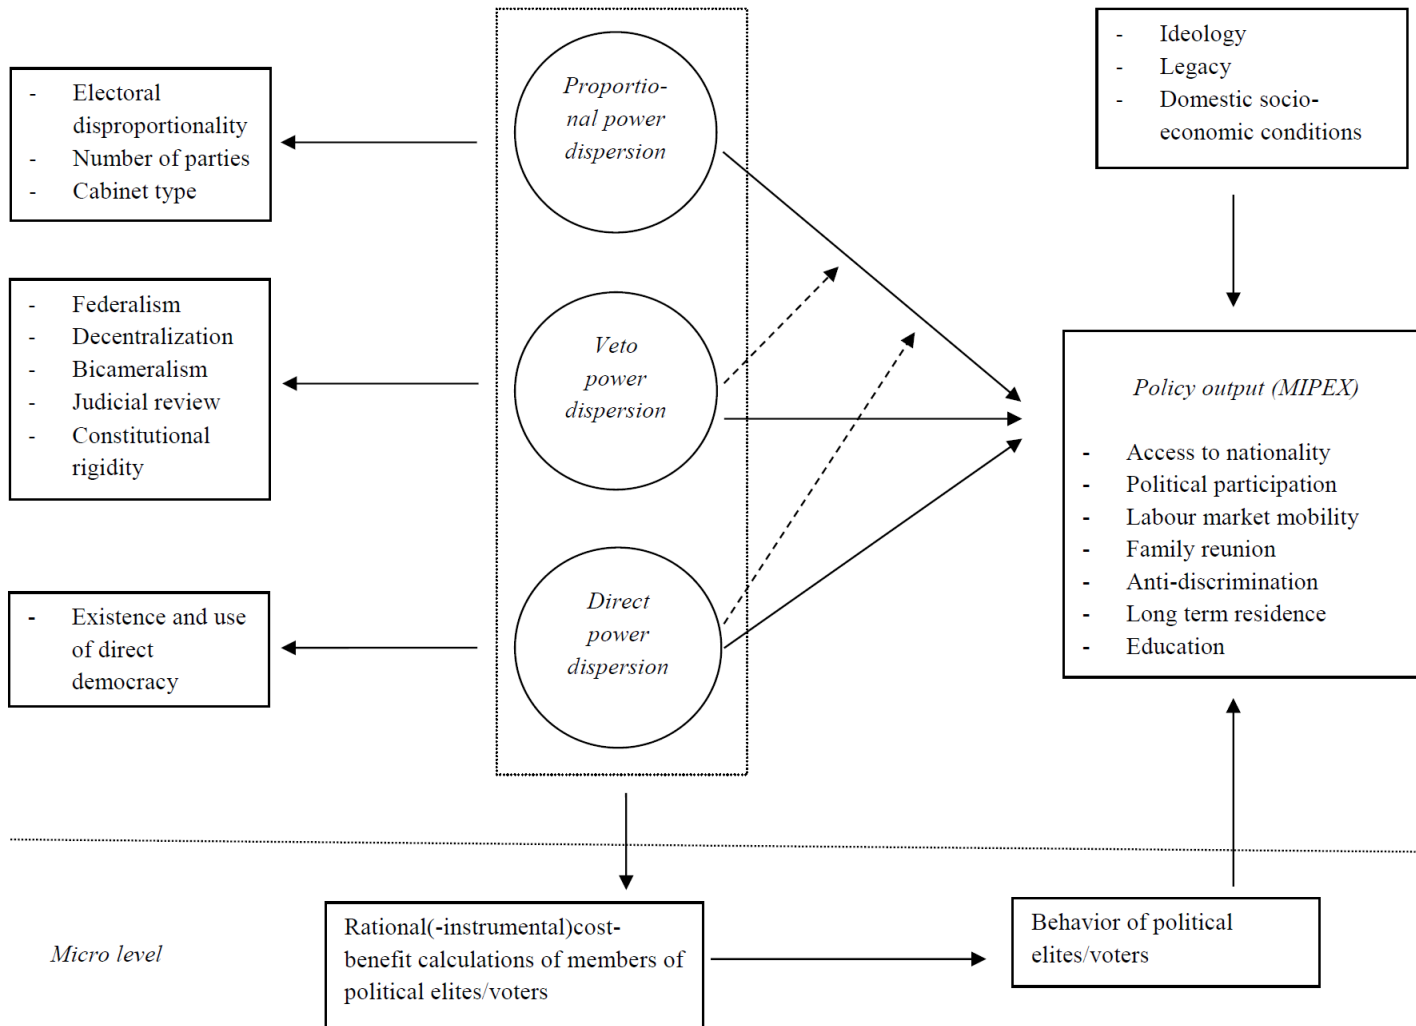 - Electoral
disproportionality
- Number of parties
- Cabinet type
Proportio-
nal power
dispersion
- Ideology
- Legacy
- Domestic socio-
economic conditions
- Federalism
- Decentralization
- Bicameralism
- Judicial review
- Constitutional
rigidity
Veto
power
dispersion
Policy output (MIPEX)
- Access to nationality
- Political participation
- Labour market mobility
- Family reunion
- Anti-discrimination
- Long term residence
- Education
- Existence and use
of direct
democracy
Direct
power
dispersion
Micro level
Rational(-instrumental)cost-
benefit calculations of members of
political elites/voters
Behavior of political
elites/voters